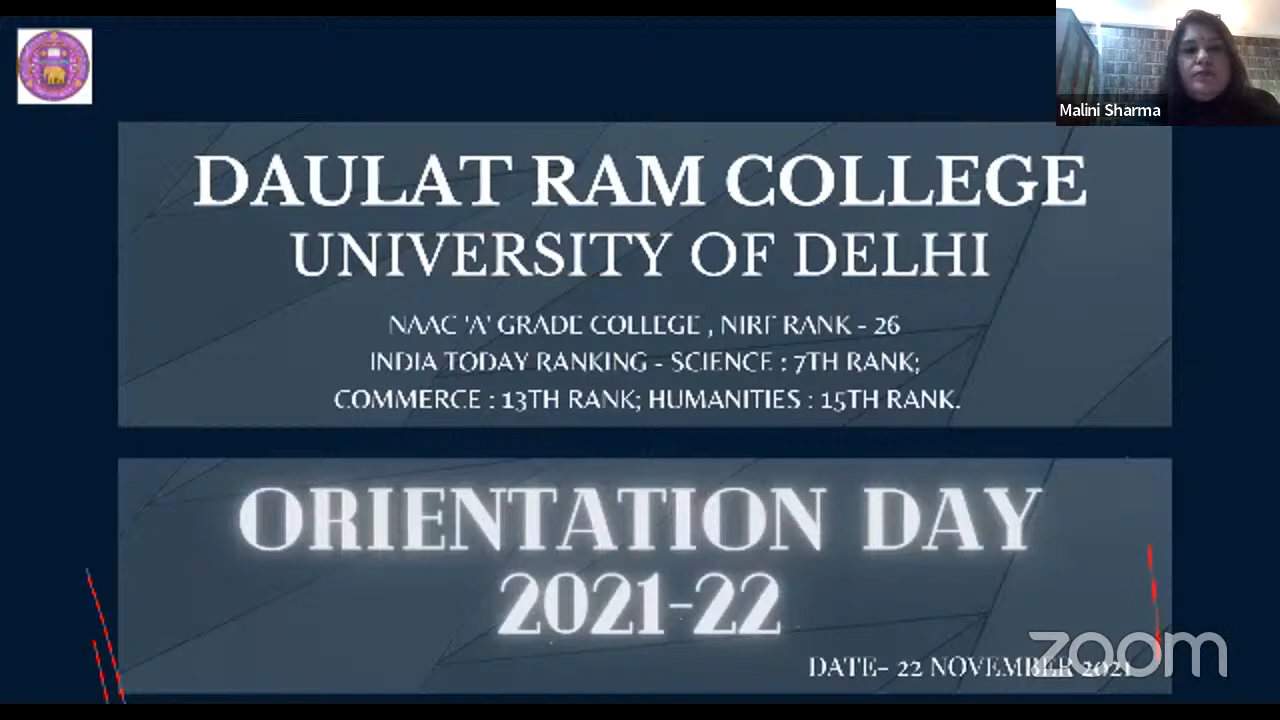 Malini Sharma
DAULAT RAM COLLEGE
UNIVERSITY OF DELHI
NAAC 'A' GRADE COLLEGE , NIRF RANK - 26
INDIA TODAY RANKING - SCIENCE : 7TH RANK;
COMMERCE : 13TH RANK; HUMANITIES : 15TH RANK.
ORIENTATION DAY
2021-22
DATE- 22 NOVEMBER 2021
zoom